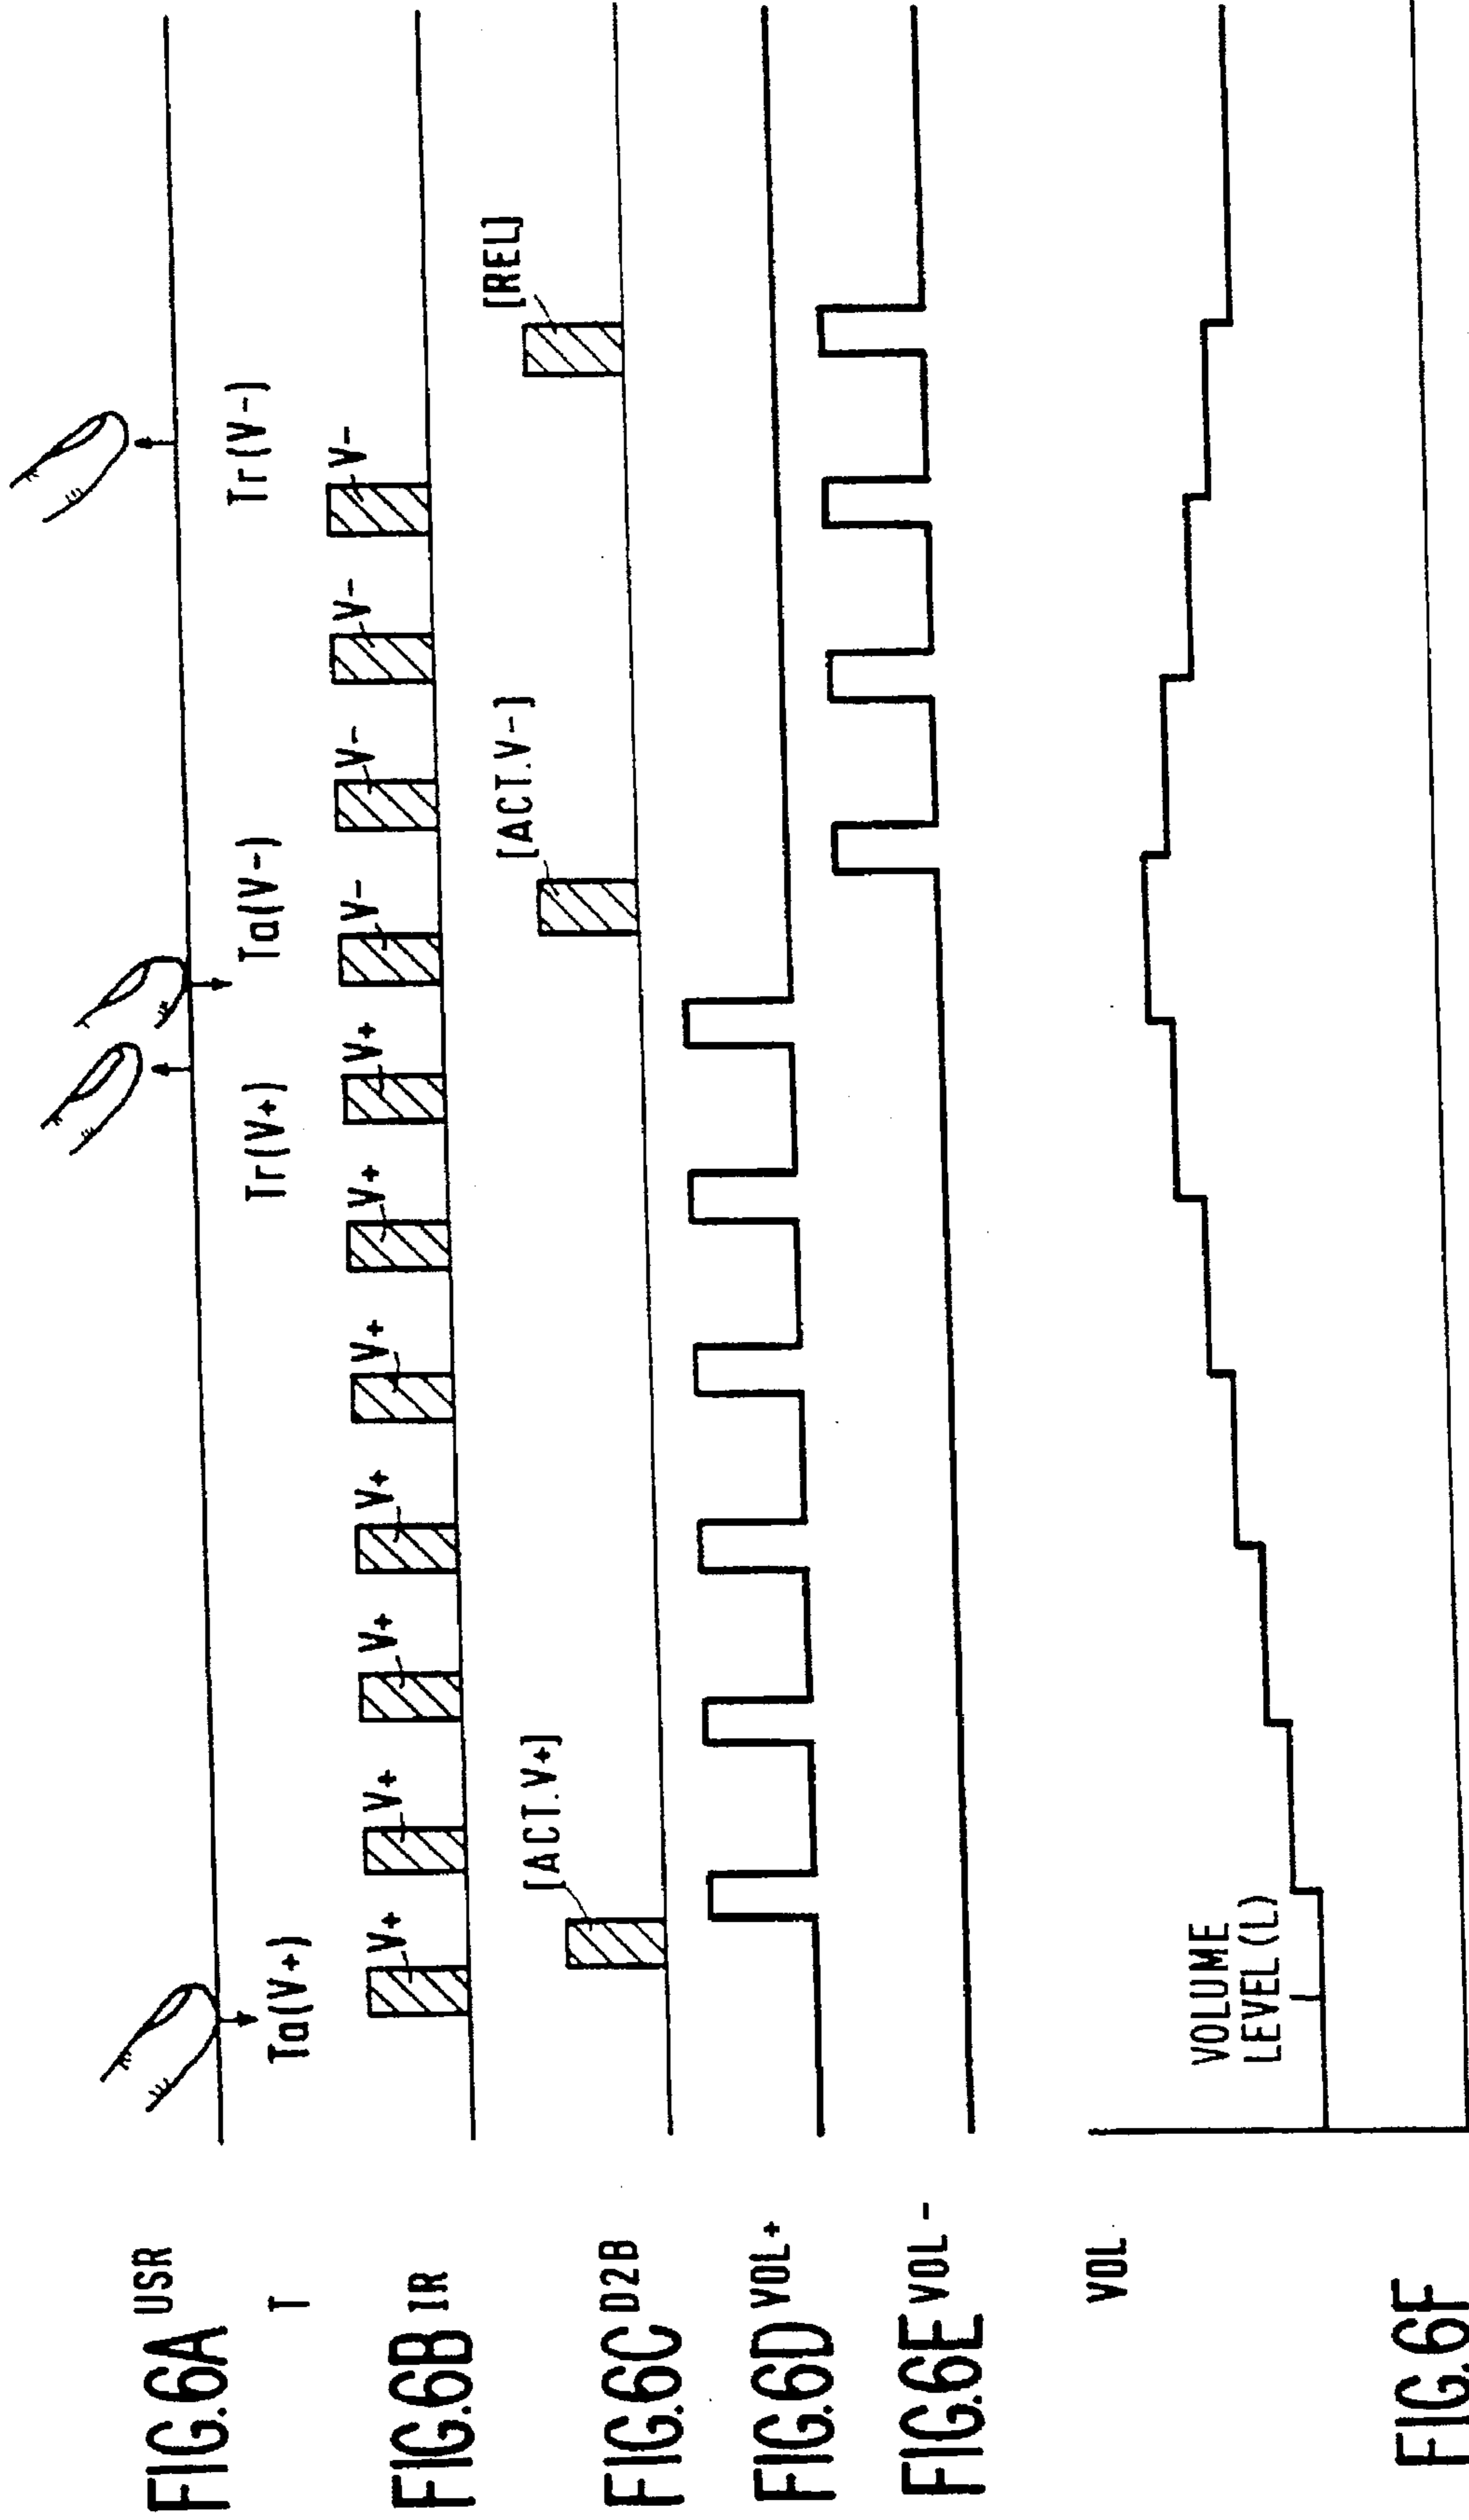 FIG.6A USR
T
Ta(V+)
Tr(V+)
Ta(V-)
Tr(V-)
FIG.6B IR
V+
V+
V+
V+
V+
V+
V+
V-
V-
V-
V-
FIG.6C D2B
[ACT.V+]
[ACT.V-]
[REL]
FIG.6D VOL+
FIG.6E VOL-
VOL
VOLUME
LEVEL(L)
FIG.6F